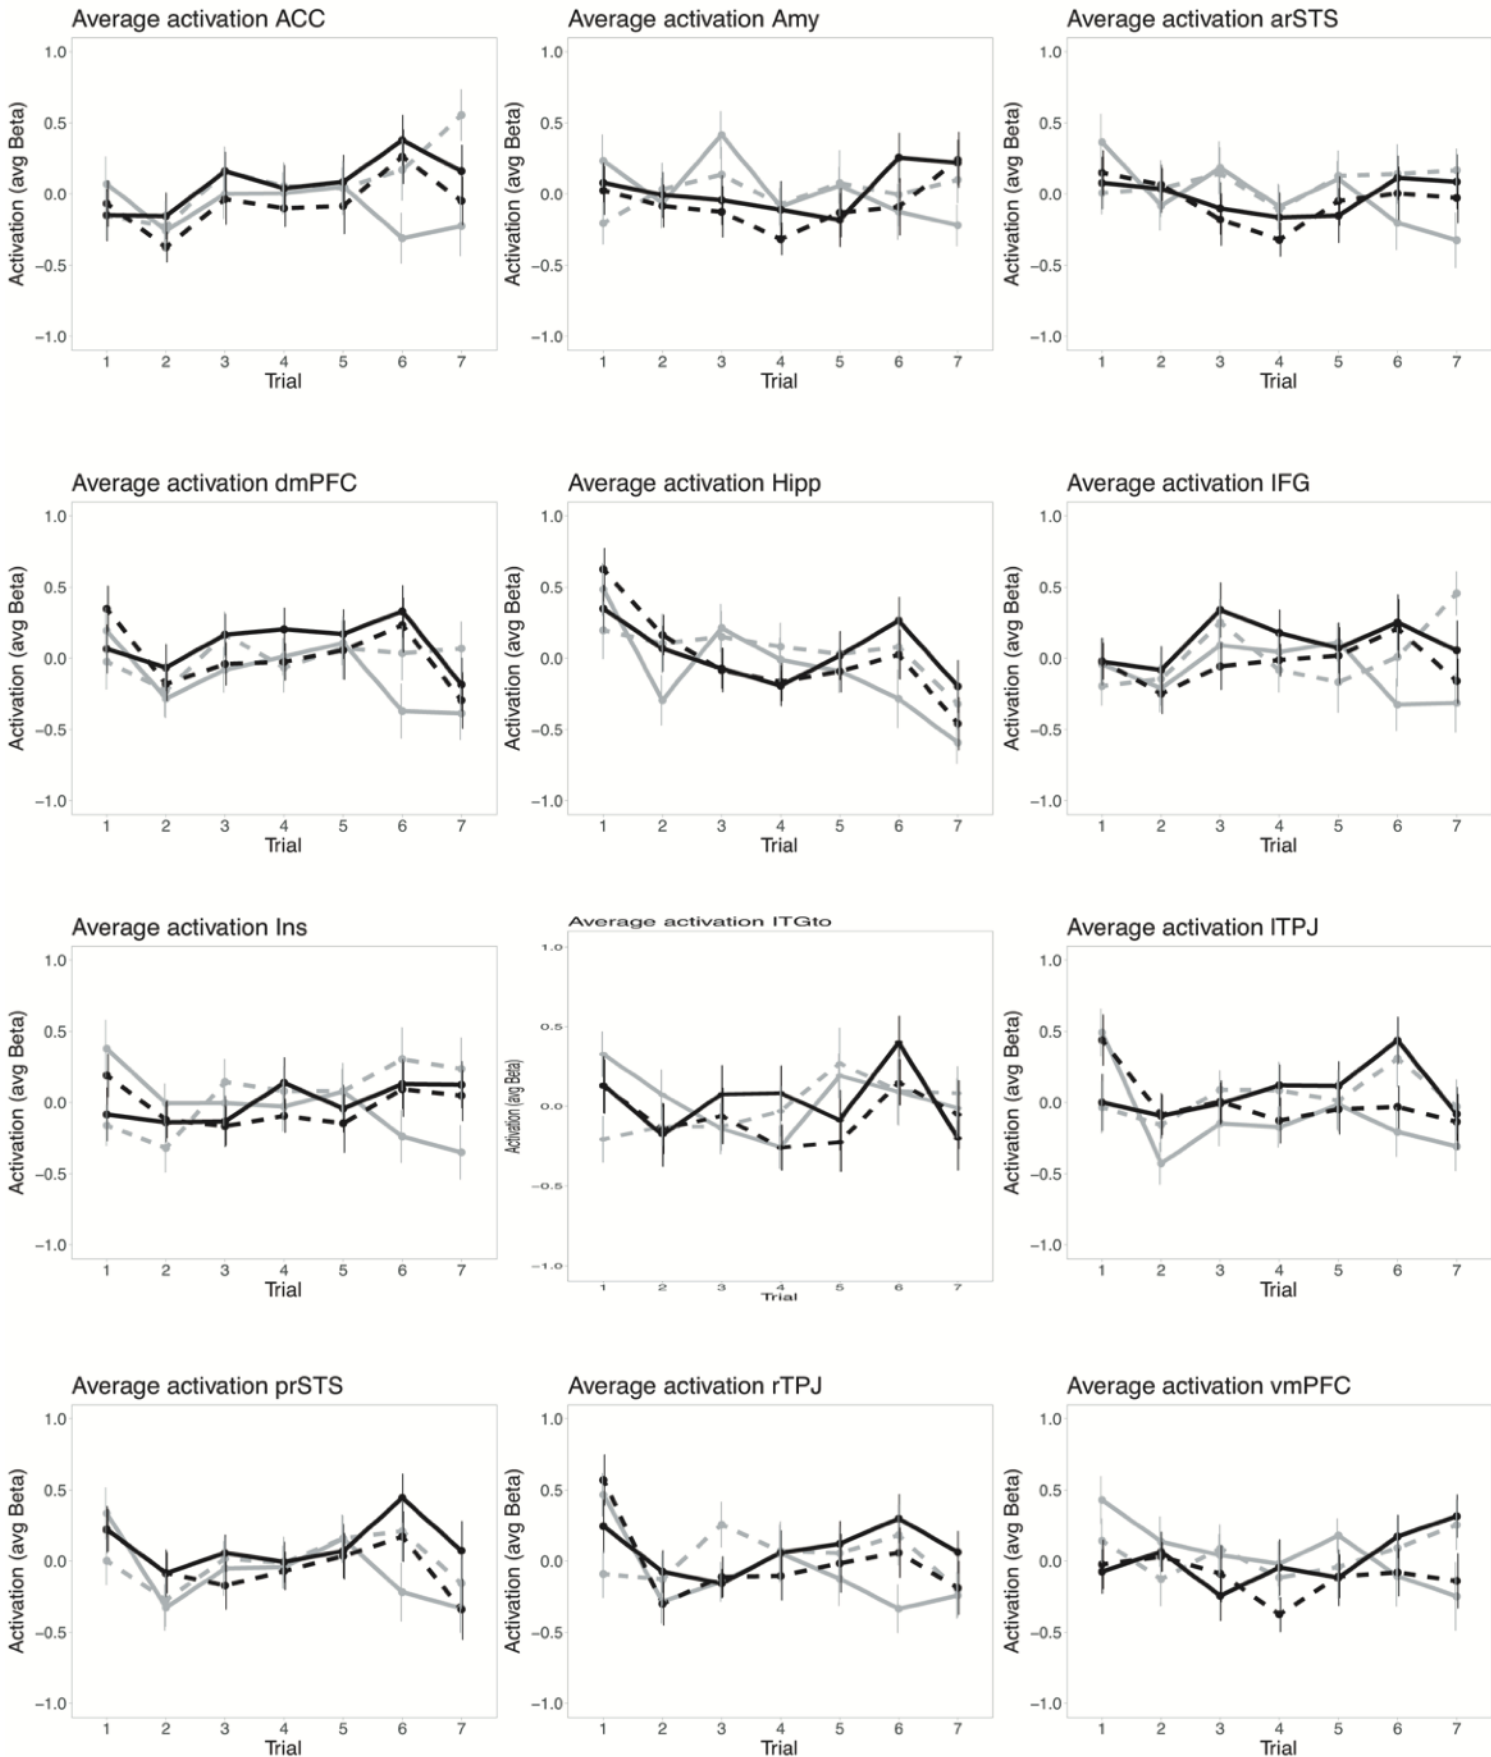 Average activation ACC
Average activation Amy
Average activation arSTS
1.0
0.5
0.0
−0.5
−1.0
Activation (avg Beta)
1 2 3 4 5 6 7
Trial
1.0
0.5
0.0
−0.5
−1.0
Activation (avg Beta)
1 2 3 4 5 6 7
Trial
1.0
0.5
0.0
−0.5
−1.0
Activation (avg Beta)
1 2 3 4 5 6 7
Trial
Average activation dmPFC
Average activation Hipp
Average activation IFG
1.0
0.5
0.0
−0.5
−1.0
Activation (avg Beta)
1 2 3 4 5 6 7
Trial
1.0
0.5
0.0
−0.5
−1.0
Activation (avg Beta)
1 2 3 4 5 6 7
Trial
1.0
0.5
0.0
−0.5
−1.0
Activation (avg Beta)
1 2 3 4 5 6 7
Trial
Average activation Ins
Average activation ITGto
Average activation lTPJ
1.0
0.5
0.0
−0.5
−1.0
Activation (avg Beta)
1 2 3 4 5 6 7
Trial
1.0
0.5
0.0
−0.5
−1.0
Activation (avg Beta)
1 2 3 4 5 6 7
Trial
1.0
0.5
0.0
−0.5
−1.0
Activation (avg Beta)
1 2 3 4 5 6 7
Trial
Average activation prSTS
Average activation rTPJ
Average activation vmPFC
1.0
0.5
0.0
−0.5
−1.0
Activation (avg Beta)
1 2 3 4 5 6 7
Trial
1.0
0.5
0.0
−0.5
−1.0
Activation (avg Beta)
1 2 3 4 5 6 7
Trial
1.0
0.5
0.0
−0.5
−1.0
Activation (avg Beta)
1 2 3 4 5 6 7
Trial